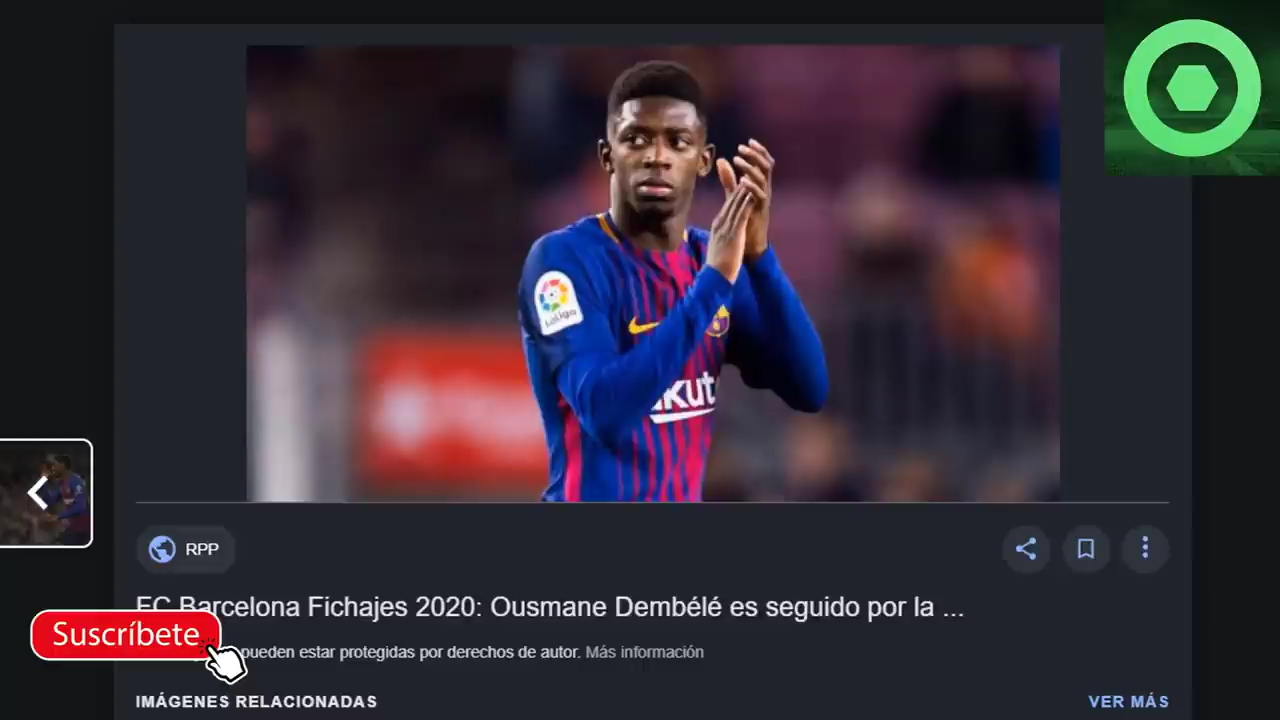 LaLiga
kut
RPP
FC Barcelona Fichajes 2020: Ousmane Dembélé es seguido por la ...
Suscríbete
pueden estar protegidas por derechos de autor. Más información
IMÁGENES RELACIONADAS
VER MÁS